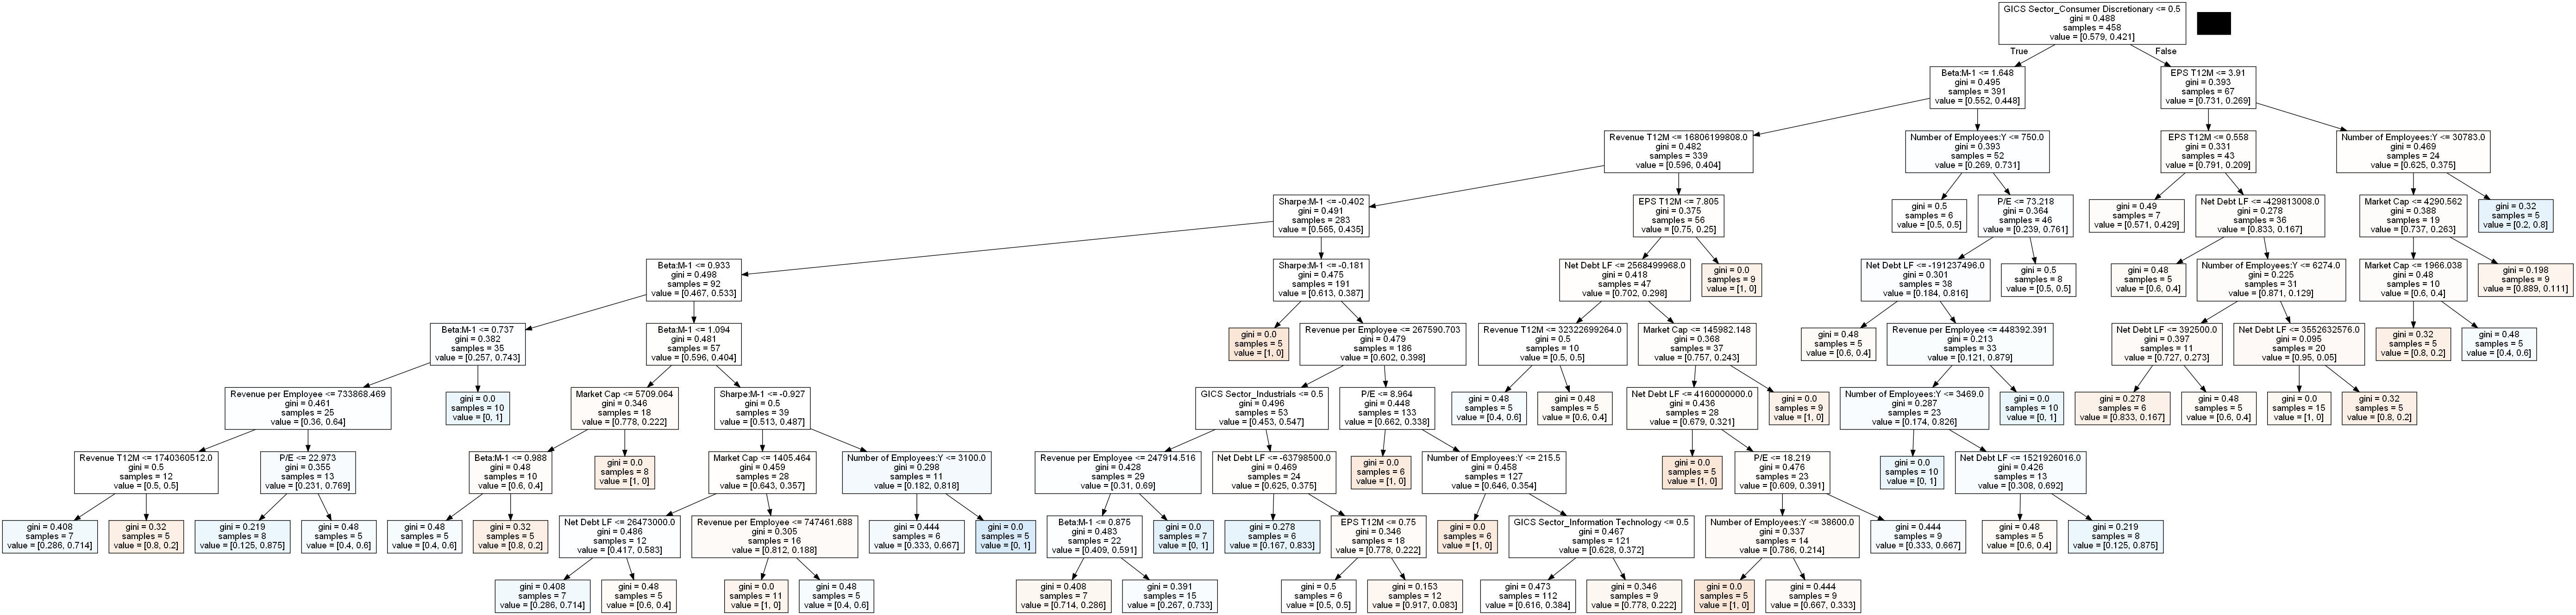 GICS Sector_Consumer Discretionary <= 0.5
gini = 0.488
samples = 458
value = [0.579, 0.421]
True
False
Beta:M-1 <= 1.648
gini = 0.495
samples = 391
value = [0.552, 0.448]
EPS T12M <= 3.91
gini = 0.393
samples = 67
value = [0.731, 0.269]
Revenue T12M <= 16806199808.0
gini = 0.482
samples = 339
value = [0.596, 0.404]
Number of Employees:Y <= 750.0
gini = 0.393
samples = 52
value = [0.269, 0.731]
EPS T12M <= 0.558
gini = 0.331
samples = 43
value = [0.791, 0.209]
Number of Employees:Y <= 30783.0
gini = 0.469
samples = 24
value = [0.625, 0.375]
Sharpe:M-1 <= -0.402
gini = 0.491
samples = 283
value = [0.565, 0.435]
EPS T12M <= 7.805
gini = 0.375
samples = 56
value = [0.75, 0.25]
gini = 0.5
samples = 6
value = [0.5, 0.5]
P/E <= 73.218
gini = 0.364
samples = 46
value = [0.239, 0.761]
gini = 0.49
samples = 7
value = [0.571, 0.429]
Net Debt LF <= -429813008.0
gini = 0.278
samples = 36
value = [0.833, 0.167]
Market Cap <= 4290.562
gini = 0.388
samples = 19
value = [0.737, 0.263]
gini = 0.32
samples = 5
value = [0.2, 0.8]
Beta:M-1 <= 0.933
gini = 0.498
samples = 92
value = [0.467, 0.533]
Sharpe:M-1 <= -0.181
gini = 0.475
samples = 191
value = [0.613, 0.387]
Net Debt LF <= 2568499968.0
gini = 0.418
samples = 47
value = [0.702, 0.298]
gini = 0.0
samples = 9
value = [1, 0]
Net Debt LF <= -191237496.0
gini = 0.301
samples = 38
value = [0.184, 0.816]
gini = 0.5
samples = 8
value = [0.5, 0.5]
gini = 0.48
samples = 5
value = [0.6, 0.4]
Number of Employees:Y <= 6274.0
gini = 0.225
samples = 31
value = [0.871, 0.129]
Market Cap <= 1966.038
gini = 0.48
samples = 10
value = [0.6, 0.4]
gini = 0.198
samples = 9
value = [0.889, 0.111]
Beta:M-1 <= 0.737
gini = 0.382
samples = 35
value = [0.257, 0.743]
Beta:M-1 <= 1.094
gini = 0.481
samples = 57
value = [0.596, 0.404]
gini = 0.0
samples = 5
value = [1, 0]
Revenue per Employee <= 267590.703
gini = 0.479
samples = 186
value = [0.602, 0.398]
Revenue T12M <= 32322699264.0
gini = 0.5
samples = 10
value = [0.5, 0.5]
Market Cap <= 145982.148
gini = 0.368
samples = 37
value = [0.757, 0.243]
gini = 0.48
samples = 5
value = [0.6, 0.4]
Revenue per Employee <= 448392.391
gini = 0.213
samples = 33
value = [0.121, 0.879]
Net Debt LF <= 392500.0
gini = 0.397
samples = 11
value = [0.727, 0.273]
Net Debt LF <= 3552632576.0
gini = 0.095
samples = 20
value = [0.95, 0.05]
gini = 0.32
samples = 5
value = [0.8, 0.2]
gini = 0.48
samples = 5
value = [0.4, 0.6]
Revenue per Employee <= 733868.469
gini = 0.461
samples = 25
value = [0.36, 0.64]
gini = 0.0
samples = 10
value = [0, 1]
Market Cap <= 5709.064
gini = 0.346
samples = 18
value = [0.778, 0.222]
Sharpe:M-1 <= -0.927
gini = 0.5
samples = 39
value = [0.513, 0.487]
GICS Sector_Industrials <= 0.5
gini = 0.496
samples = 53
value = [0.453, 0.547]
P/E <= 8.964
gini = 0.448
samples = 133
value = [0.662, 0.338]
gini = 0.48
samples = 5
value = [0.4, 0.6]
gini = 0.48
samples = 5
value = [0.6, 0.4]
Net Debt LF <= 4160000000.0
gini = 0.436
samples = 28
value = [0.679, 0.321]
gini = 0.0
samples = 9
value = [1, 0]
Number of Employees:Y <= 3469.0
gini = 0.287
samples = 23
value = [0.174, 0.826]
gini = 0.0
samples = 10
value = [0, 1]
gini = 0.278
samples = 6
value = [0.833, 0.167]
gini = 0.48
samples = 5
value = [0.6, 0.4]
gini = 0.0
samples = 15
value = [1, 0]
gini = 0.32
samples = 5
value = [0.8, 0.2]
Revenue T12M <= 1740360512.0
gini = 0.5
samples = 12
value = [0.5, 0.5]
P/E <= 22.973
gini = 0.355
samples = 13
value = [0.231, 0.769]
Beta:M-1 <= 0.988
gini = 0.48
samples = 10
value = [0.6, 0.4]
gini = 0.0
samples = 8
value = [1, 0]
Market Cap <= 1405.464
gini = 0.459
samples = 28
value = [0.643, 0.357]
Number of Employees:Y <= 3100.0
gini = 0.298
samples = 11
value = [0.182, 0.818]
Revenue per Employee <= 247914.516
gini = 0.428
samples = 29
value = [0.31, 0.69]
Net Debt LF <= -63798500.0
gini = 0.469
samples = 24
value = [0.625, 0.375]
gini = 0.0
samples = 6
value = [1, 0]
Number of Employees:Y <= 215.5
gini = 0.458
samples = 127
value = [0.646, 0.354]
gini = 0.0
samples = 5
value = [1, 0]
P/E <= 18.219
gini = 0.476
samples = 23
value = [0.609, 0.391]
gini = 0.0
samples = 10
value = [0, 1]
Net Debt LF <= 1521926016.0
gini = 0.426
samples = 13
value = [0.308, 0.692]
gini = 0.408
samples = 7
value = [0.286, 0.714]
gini = 0.32
samples = 5
value = [0.8, 0.2]
gini = 0.219
samples = 8
value = [0.125, 0.875]
gini = 0.48
samples = 5
value = [0.4, 0.6]
gini = 0.48
samples = 5
value = [0.4, 0.6]
gini = 0.32
samples = 5
value = [0.8, 0.2]
Net Debt LF <= 26473000.0
gini = 0.486
samples = 12
value = [0.417, 0.583]
Revenue per Employee <= 747461.688
gini = 0.305
samples = 16
value = [0.812, 0.188]
gini = 0.444
samples = 6
value = [0.333, 0.667]
gini = 0.0
samples = 5
value = [0, 1]
Beta:M-1 <= 0.875
gini = 0.483
samples = 22
value = [0.409, 0.591]
gini = 0.0
samples = 7
value = [0, 1]
gini = 0.278
samples = 6
value = [0.167, 0.833]
EPS T12M <= 0.75
gini = 0.346
samples = 18
value = [0.778, 0.222]
gini = 0.0
samples = 6
value = [1, 0]
GICS Sector_Information Technology <= 0.5
gini = 0.467
samples = 121
value = [0.628, 0.372]
Number of Employees:Y <= 38600.0
gini = 0.337
samples = 14
value = [0.786, 0.214]
gini = 0.444
samples = 9
value = [0.333, 0.667]
gini = 0.48
samples = 5
value = [0.6, 0.4]
gini = 0.219
samples = 8
value = [0.125, 0.875]
gini = 0.408
samples = 7
value = [0.286, 0.714]
gini = 0.48
samples = 5
value = [0.6, 0.4]
gini = 0.0
samples = 11
value = [1, 0]
gini = 0.48
samples = 5
value = [0.4, 0.6]
gini = 0.408
samples = 7
value = [0.714, 0.286]
gini = 0.391
samples = 15
value = [0.267, 0.733]
gini = 0.5
samples = 6
value = [0.5, 0.5]
gini = 0.153
samples = 12
value = [0.917, 0.083]
gini = 0.473
samples = 112
value = [0.616, 0.384]
gini = 0.346
samples = 9
value = [0.778, 0.222]
gini = 0.0
samples = 5
value = [1, 0]
gini = 0.444
samples = 9
value = [0.667, 0.333]